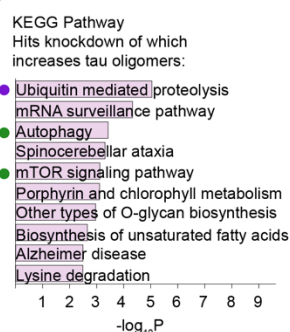 KEGG Pathway
Hits knockdown of which
increases tau oligomers:
Ubiquitin mediated proteolysis
mRNA surveillance pathway
Autophagy
Spinocerebellar ataxia
mTOR signaling pathway
Porphyrin and chlorophyll metabolism
Other types of O-glycan biosynthesis
Biosynthesis of unsaturated fatty acids
Alzheimer disease
Lysine degradation
1 2 3 4 5 6 7 8 9
-log₁₀P